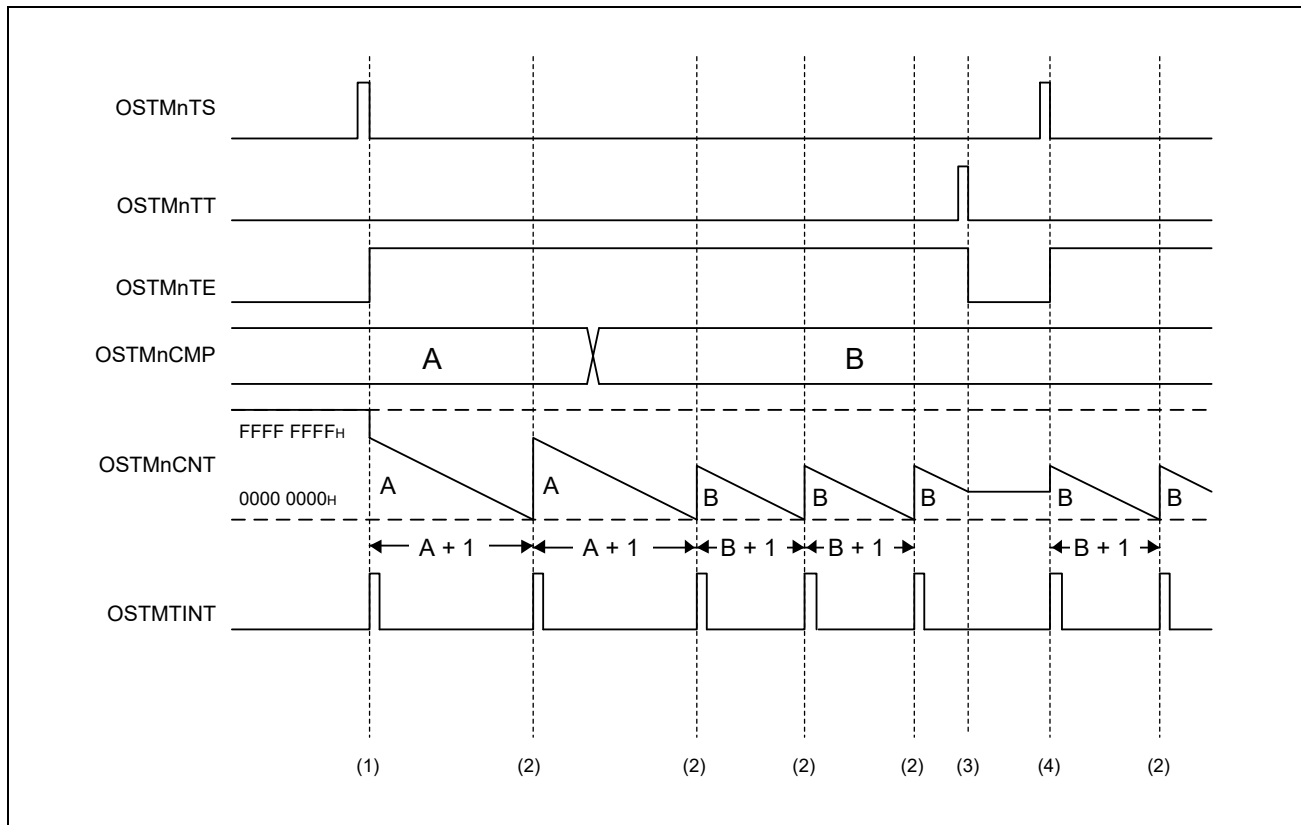 OSTMnTS
OSTMnTT
OSTMnTE
OSTMnCMP
A
B
FFFF FFFFH
OSTMnCNT
0000 0000H
A
A
B
B
B
B
B
A + 1
A + 1
B + 1
B + 1
B + 1
OSTMTINT
(1)
(2)
(2)
(2)
(2)
(3)
(4)
(2)